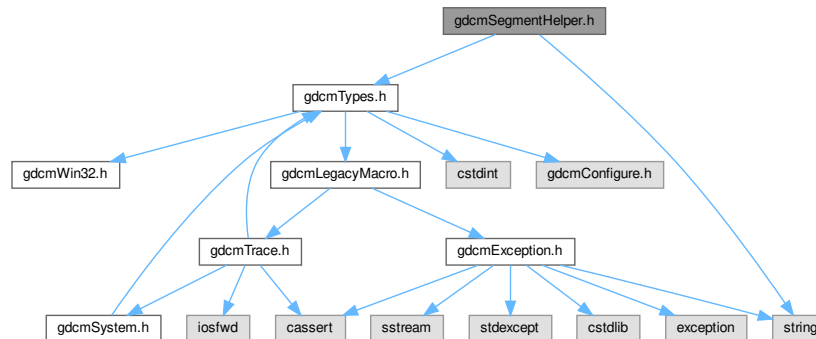 gdcmSegmentHelper.h
gdcmTypes.h
gdcmWin32.h
gdcmLegacyMacro.h
cstdint
gdcmConfigure.h
gdcmTrace.h
gdcmException.h
gdcmSystem.h
iosfwd
cassert
sstream
stdexcept
cstdlib
exception
string